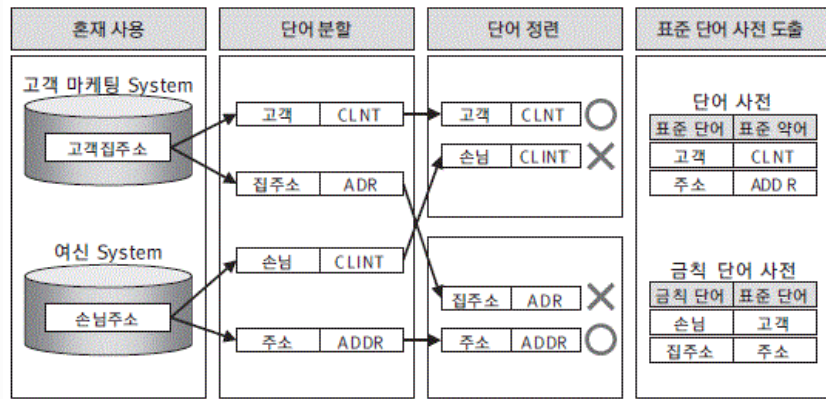 혼재 사용
단어 분할
단어 정련
표준 단어 사전 도출
고객 마케팅 System
고객집주소
여신 System
손님주소
고객 CLNT
집주소 ADR
손님 CLINT
주소 ADDR
고객 CLNT
손님 CLINT
집주소 ADR
주소 ADDR
단어 사전
표준 단어 표준 약어
고객 CLNT
주소 ADD R
금칙 단어 사전
금칙 단어 표준 단어
손님 고객
집주소 주소